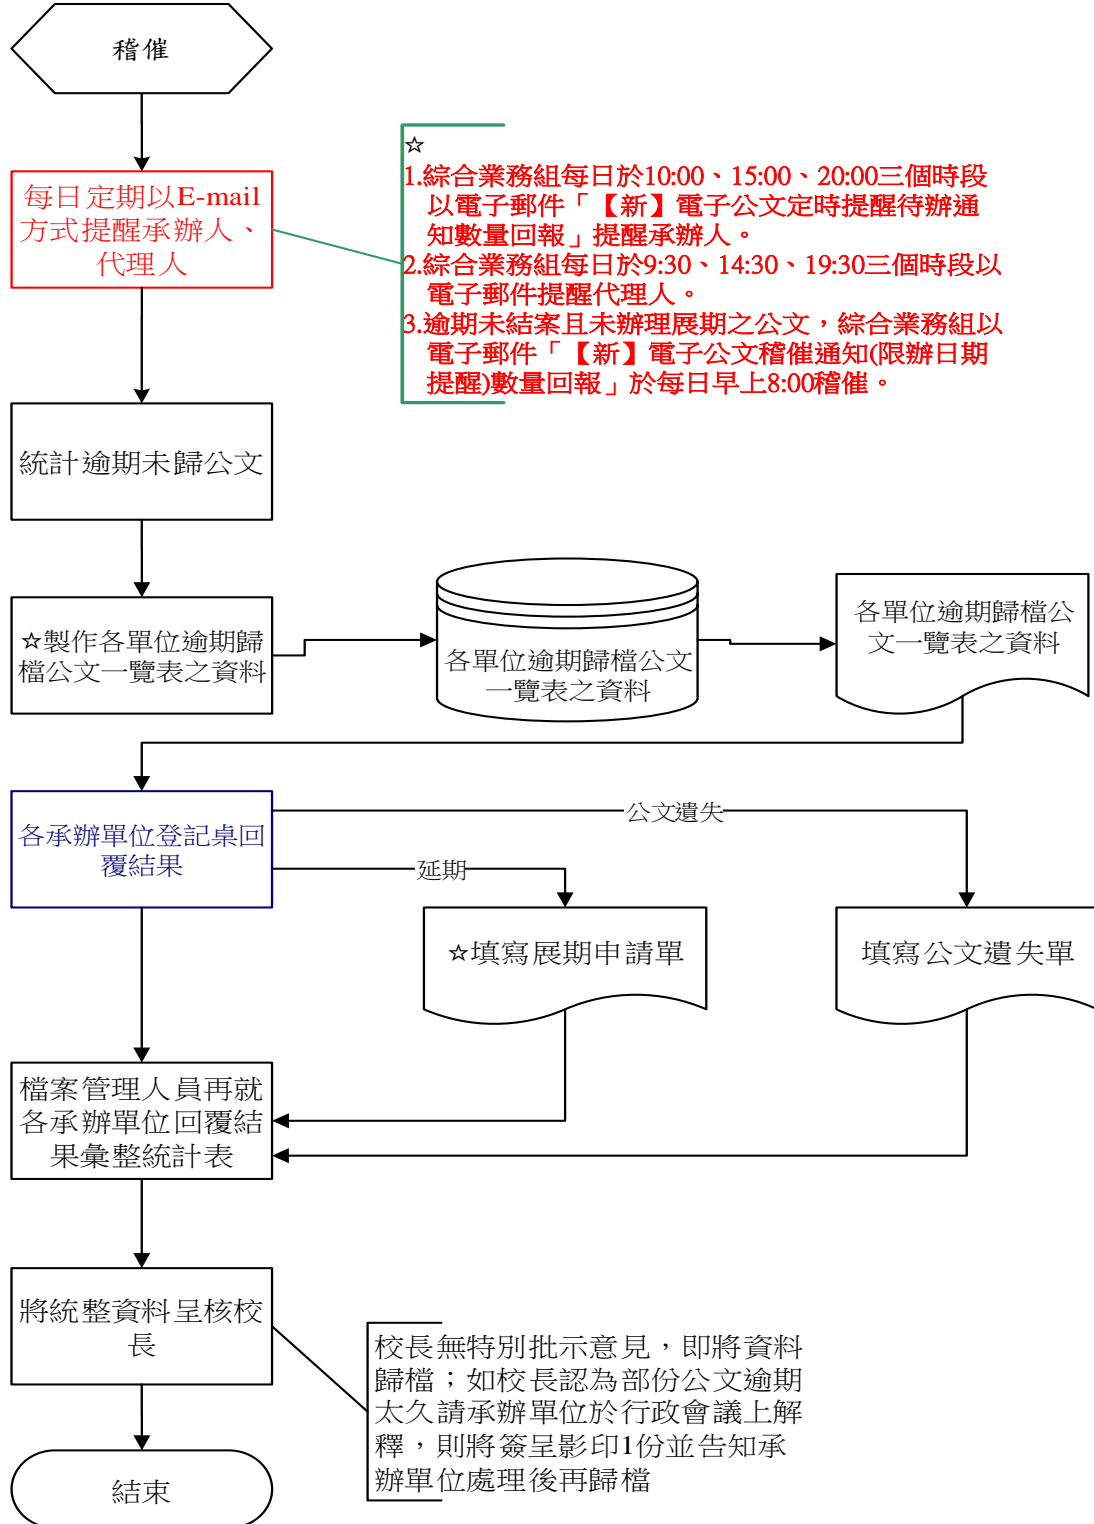 稽催
每日定期以E-mail
方式提醒承辦人、
代理人
☆
1.綜合業務組每日於10:00、15:00、20:00三個時段
以電子郵件「【新】電子公文定時提醒待辦通
知數量回報」提醒承辦人。
2.綜合業務組每日於9:30、14:30、19:30三個時段以
電子郵件提醒代理人。
3.逾期未結案且未辦理展期之公文，綜合業務組以
電子郵件「【新】電子公文稽催通知(限辦日期
提醒)數量回報」於每日早上8:00稽催。
統計逾期未歸公文
☆製作各單位逾期歸
檔公文一覽表之資料
各單位逾期歸檔公文
一覽表之資料
各單位逾期歸檔公
文一覽表之資料
各承辦單位登記桌回
覆結果
公文遺失
延期
☆填寫展期申請單
填寫公文遺失單
檔案管理人員再就
各承辦單位回覆結
果彙整統計表
將統整資料呈核校
長
校長無特別批示意見，即將資料
歸檔；如校長認為部份公文逾期
太久請承辦單位於行政會議上解
釋，則將簽呈影印1份並告知承
辦單位處理後再歸檔
結束